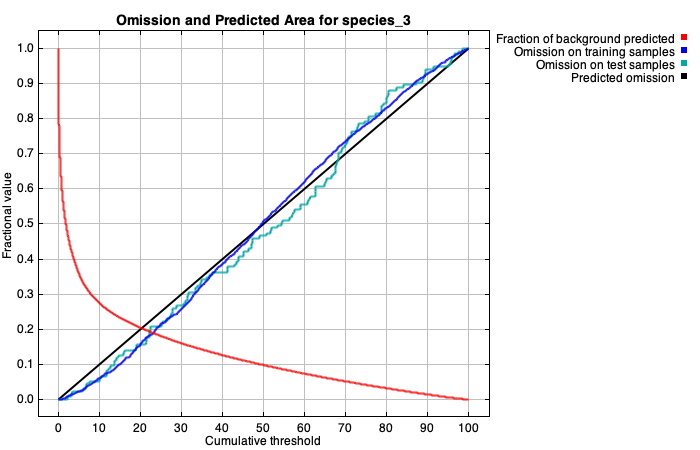 Omission and Predicted Area for species_3
Fraction of background predicted
Omission on training samples
Omission on test samples
Predicted omission
Fractional value
1.0
0.9
0.8
0.7
0.6
0.5
0.4
0.3
0.2
0.1
0.0
0 10 20 30 40 50 60 70 80 90 100
Cumulative threshold